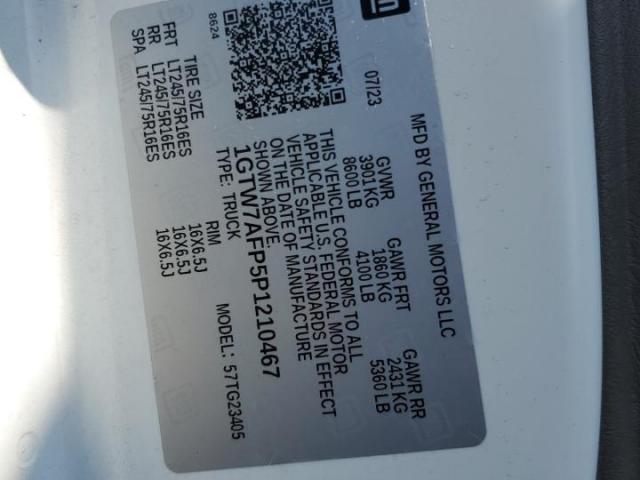 MFD BY GENERAL MOTORS LLC
07/23
GVWR GAWR FRT GAWR RR
3901 KG 1860 KG 2431 KG
8600 LB 4100 LB 5360 LB
THIS VEHICLE CONFORMS TO ALL
APPLICABLE U.S. FEDERAL MOTOR
VEHICLE SAFETY STANDARDS IN EFFECT
ON THE DATE OF MANUFACTURE
SHOWN ABOVE.
1GTW7AFP5P1210467
TYPE: TRUCK MODEL: 57TG23405
8624
TIRE SIZE RIM
FRT LT245/75R16ES 16X6.5J
RR LT245/75R16ES 16X6.5J
SPA LT245/75R16ES 16X6.5J